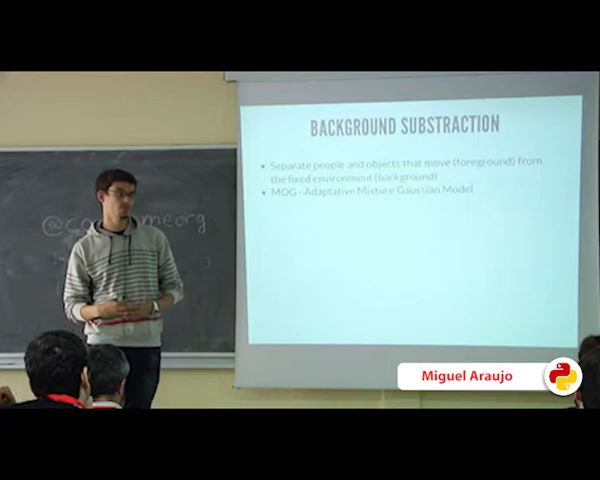 BACKGROUND SUBSTRACTION
Separate people and objects that move (foreground) from
the fixed environment (background)
MOG - Adaptative Mixture Gaussian Model
Miguel Araujo